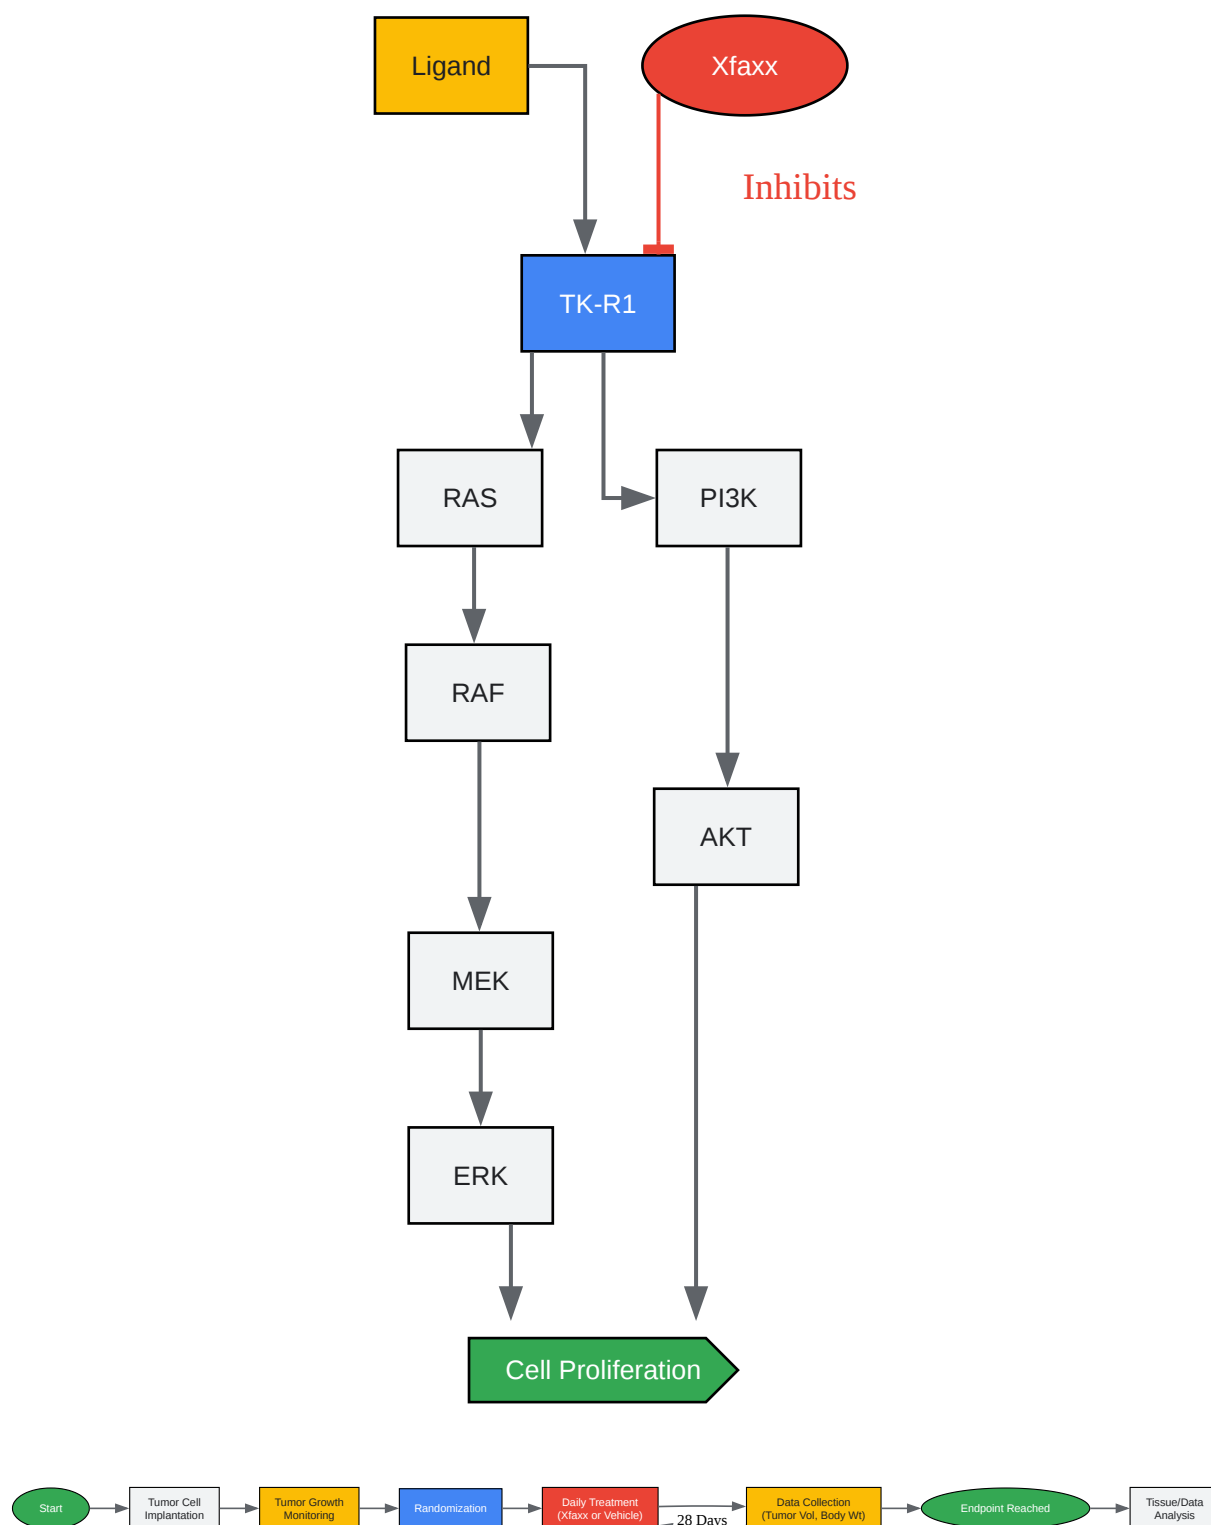 Ligand
Xfaxx
Inhibits
TK-R1
RAS
PI3K
RAF
AKT
MEK
ERK
Cell Proliferation
Start
Tumor Cell
Implantation
Tumor Growth
Monitoring
Randomization
Daily Treatment
(Xfaxx or Vehicle)
28 Days
Data Collection
(Tumor Vol, Body Wt)
Endpoint Reached
Tissue/Data
Analysis